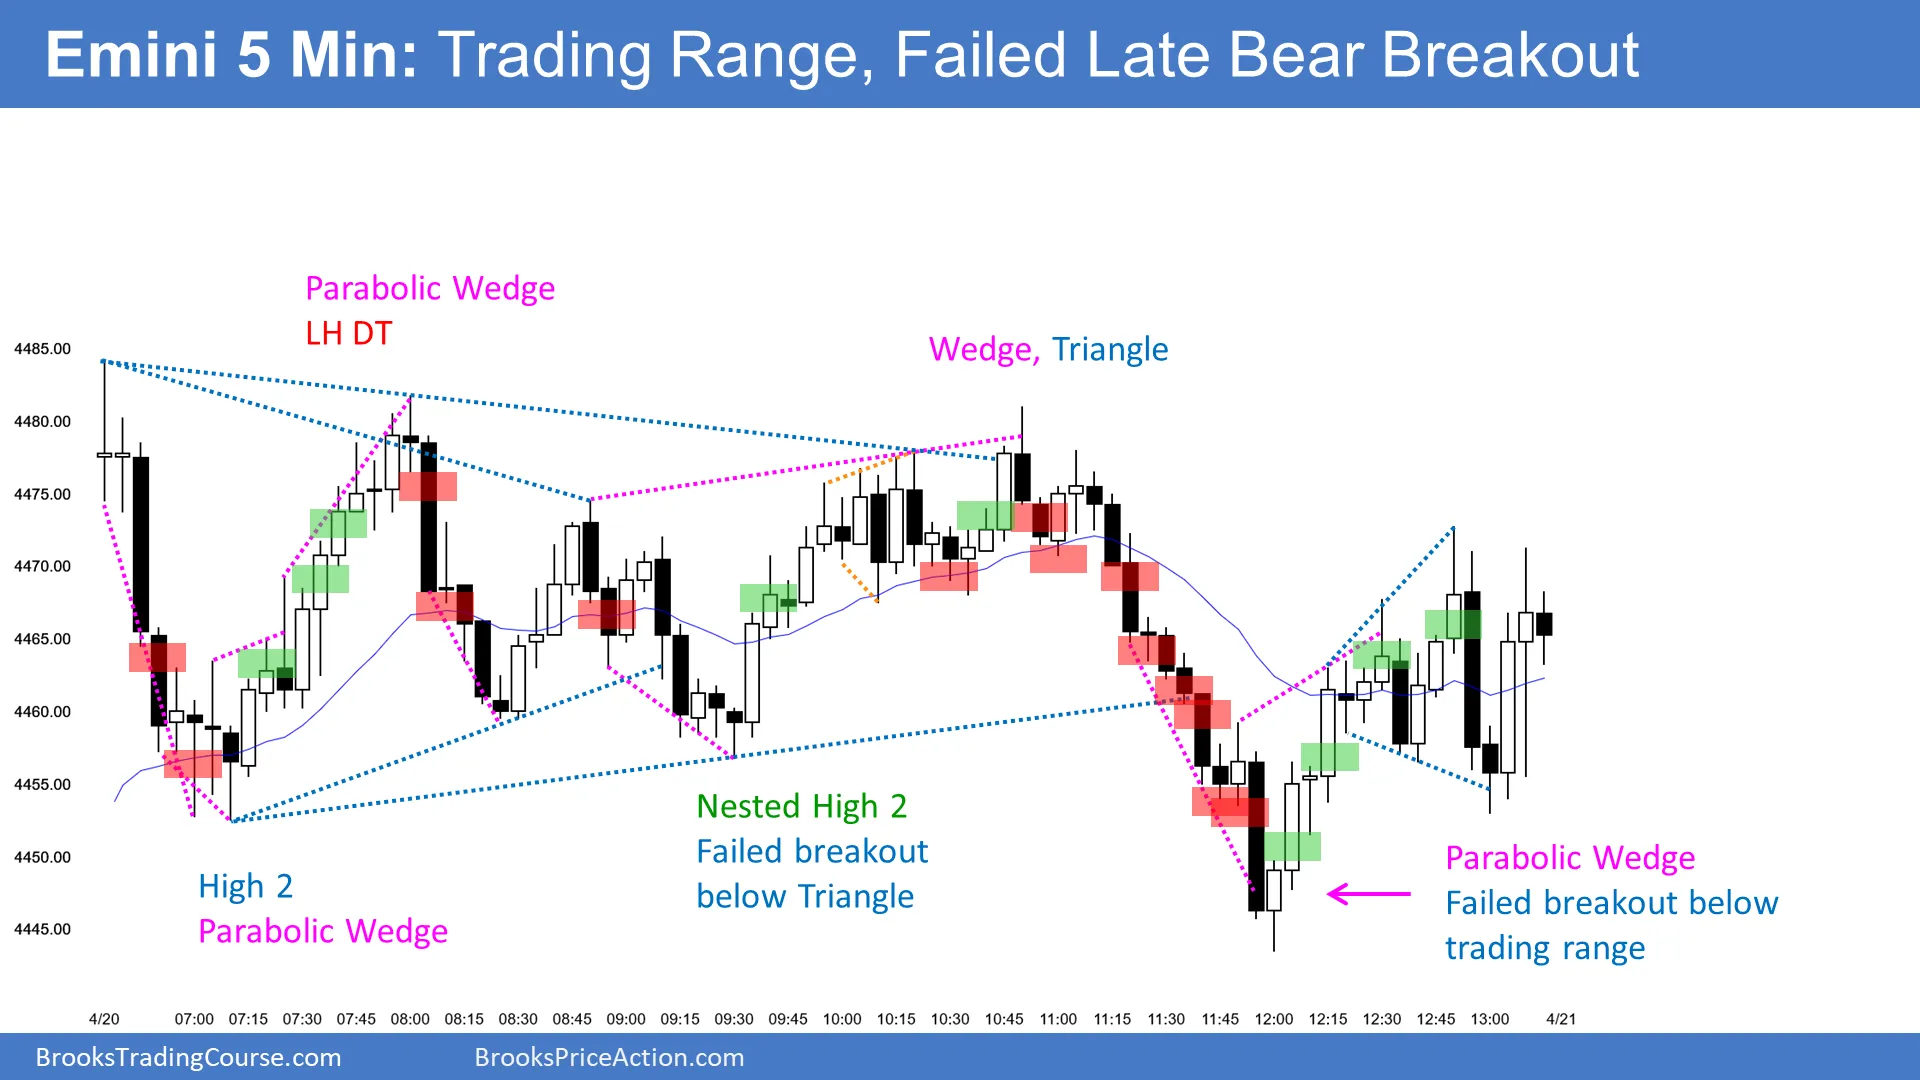 Emini 5 Min: Trading Range, Failed Late Bear Breakout
Parabolic Wedge
LH DT
Wedge, Triangle
4485.00
4480.00
4475.00
4470.00
4465.00
4460.00
4455.00
4450.00
4445.00
High 2
Parabolic Wedge
Nested High 2
Failed breakout
below Triangle
Parabolic Wedge
Failed breakout below
trading range
4/20 07:00 07:15 07:30 07:45 08:00 08:15 08:30 08:45 09:00 09:15 09:30 09:45 10:00 10:15 10:30 10:45 11:00 11:15 11:30 11:45 12:00 12:15 12:30 12:45 13:00 4/21
BrooksTradingCourse.com BrooksPriceAction.com